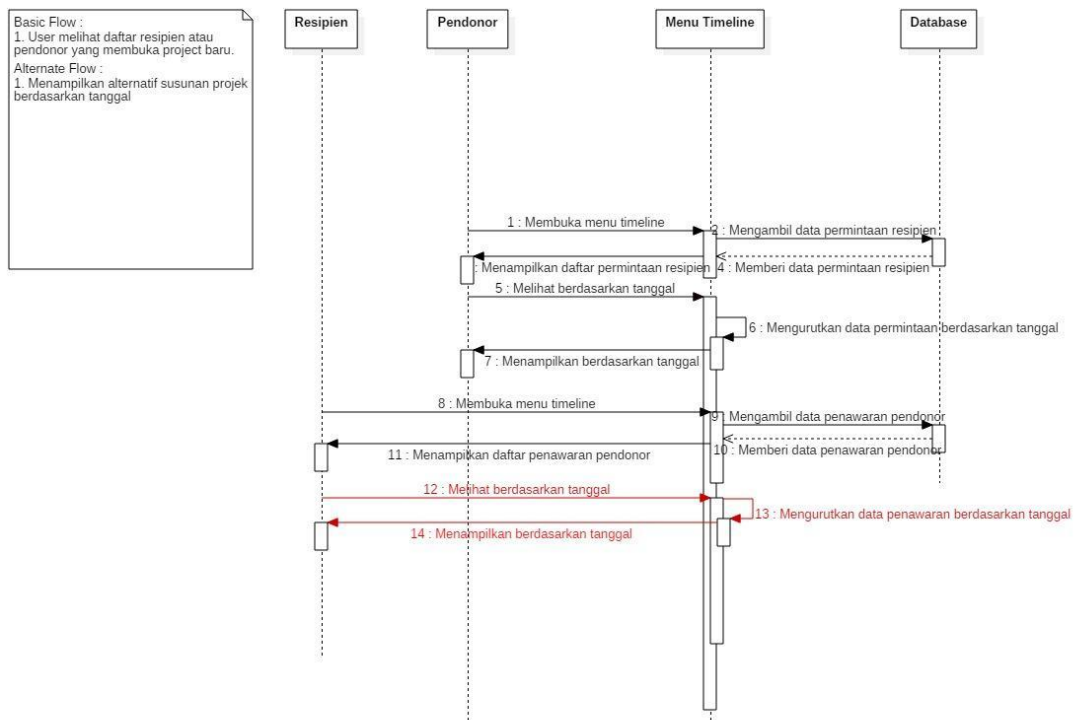 Basic Flow :
1. User melihat daftar resipien atau
pendonor yang membuka project baru.
Alternate Flow :
1. Menampilkan alternatif susunan projek
berdasarkan tanggal
Resipien
Pendonor
Menu Timeline
Database
1 : Membuka menu timeline
2 : Mengambil data permintaan resipien
: Menampilkan daftar permintaan resipien
4 : Memberi data permintaan resipien
5 : Melihat berdasarkan tanggal
6 : Mengurutkan data permintaan berdasarkan tanggal
7 : Menampilkan berdasarkan tanggal
8 : Membuka menu timeline
9 : Mengambil data penawaran pendonor
10 : Memberi data penawaran pendonor
11 : Menampilkan daftar penawaran pendonor
12 : Melihat berdasarkan tanggal
13 : Mengurutkan data penawaran berdasarkan tanggal
14 : Menampilkan berdasarkan tanggal